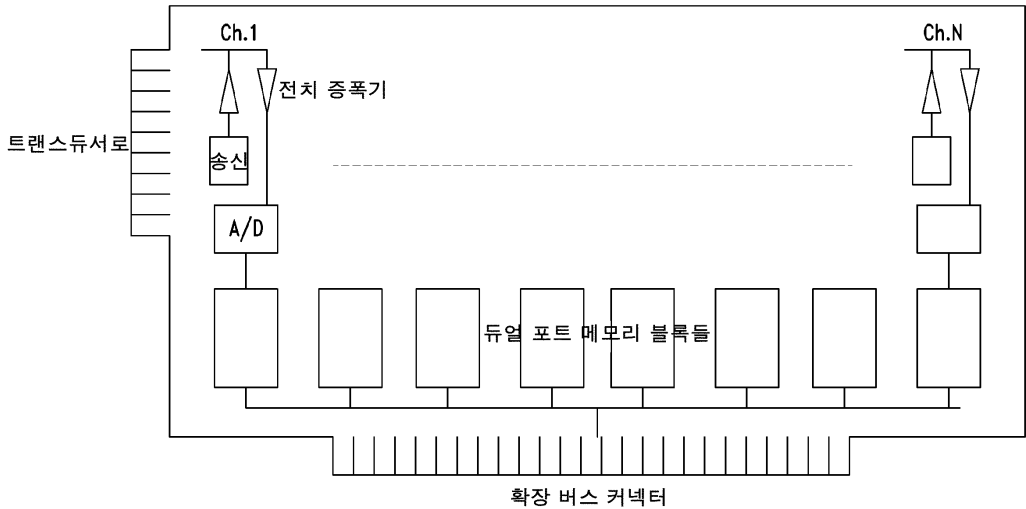 Ch.1
Ch.N
전치 증폭기
트랜스듀서로
송신
A/D
듀얼 포트 메모리 블록들
확장 버스 커넥터